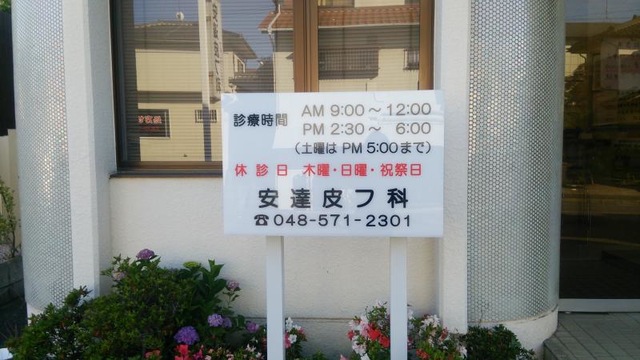 診療時間 AM 9:00～12:00
PM 2:30～ 6:00
(土曜は PM 5:00まで)
休診日 木曜・日曜・祝祭日
安達皮フ科
☎048-571-2301